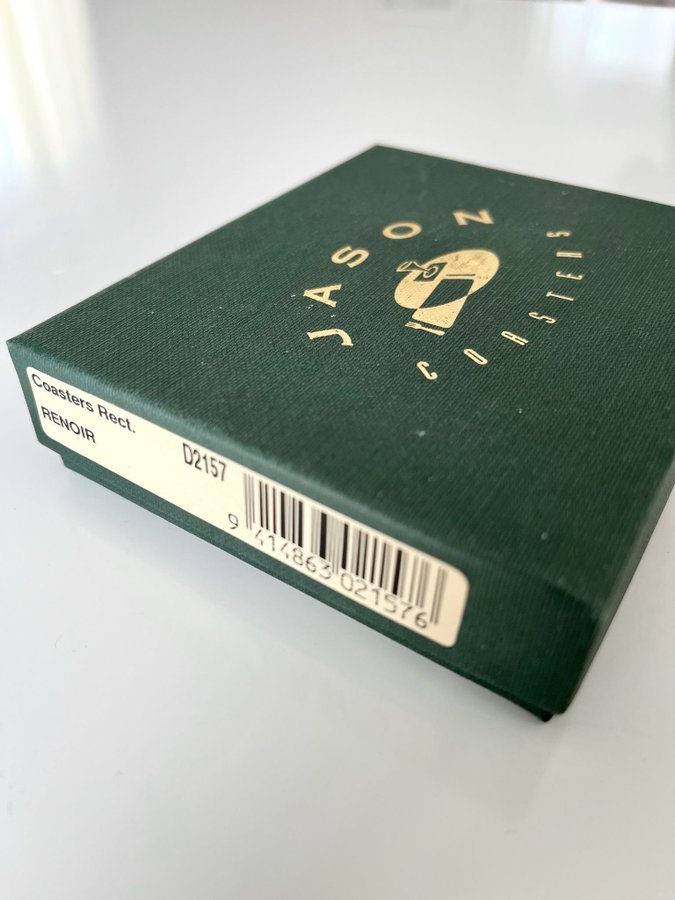 JASON
COASTERS
Coasters Rect.
RENOIR
D2157
9 414863 021576